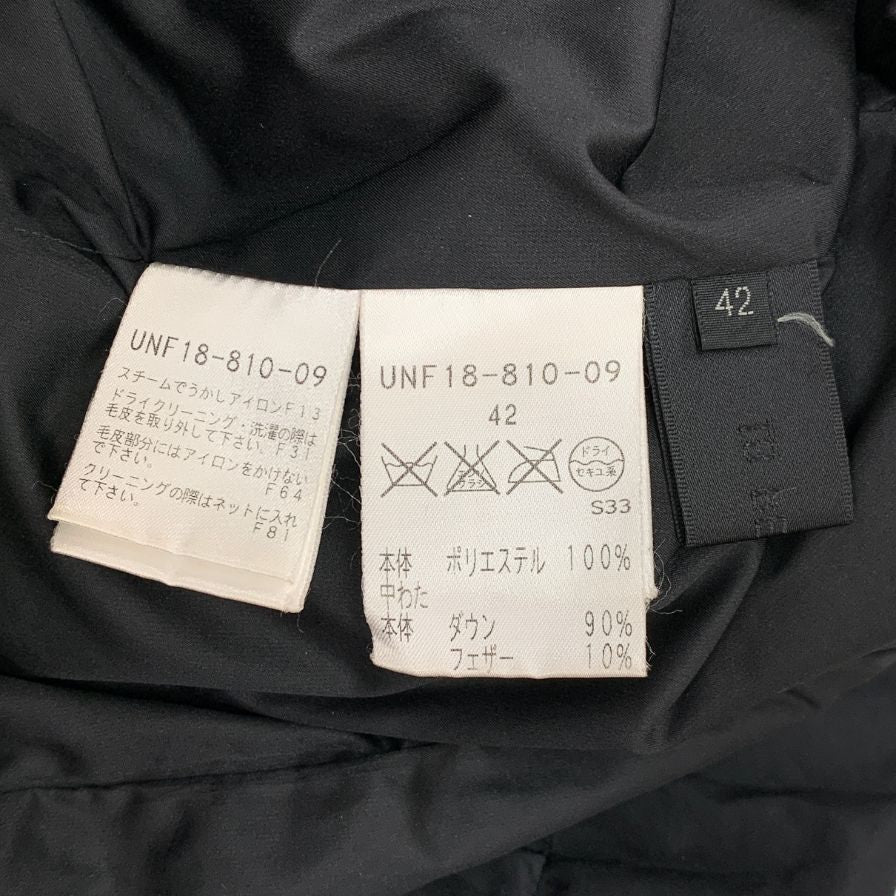 UNF18-810-09
スチームでうかしアイロンF13
ドライクリーニング・洗濯の際は
毛皮を取り外して下さい。F31
毛皮部分にはアイロンをかけない
で下さい。
F64
クリーニングの際はネットに入れ
て下さい。
F81
UNF18-810-09
42
エンソ
サラシ
ドライ
セキユ系
S33
本体 ポリエステル 100%
中わた
本体 ダウン 90%
フェザー 10%
42